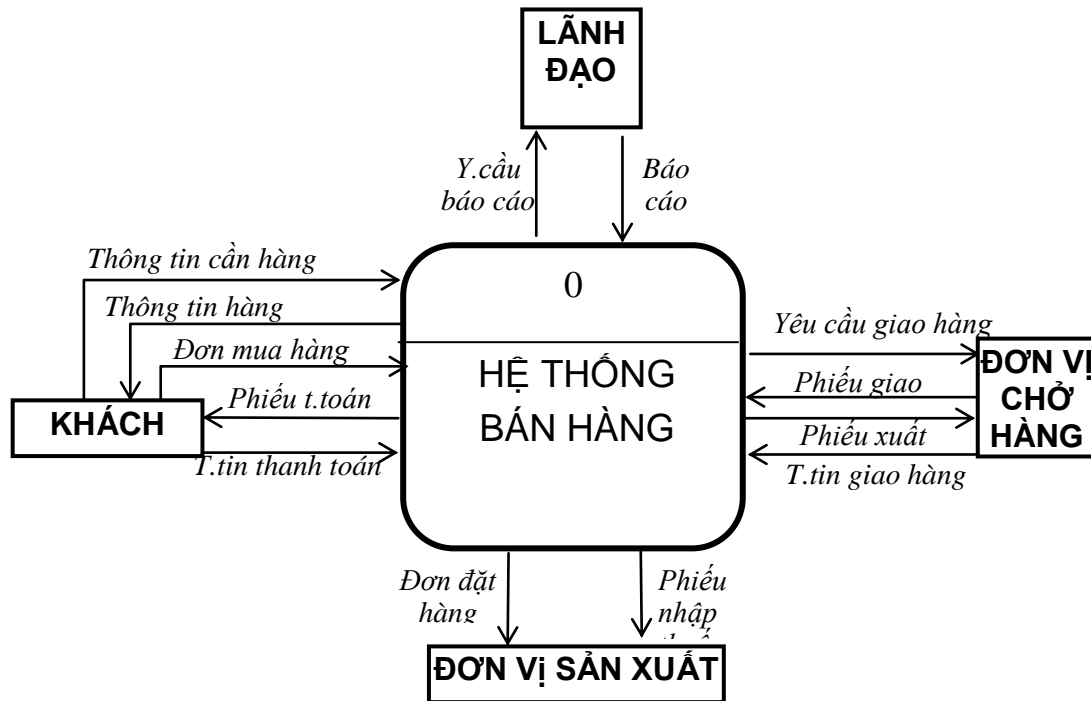 LÃNH
ĐẠO
Y.cầu
báo cáo
Báo
cáo
Thông tin cần hàng
Thông tin hàng
Đơn mua hàng
Phiếu t.toán
KHÁCH
T.tin thanh toán
0
HỆ THỐNG
BÁN HÀNG
Yêu cầu giao hàng
Phiếu giao
Phiếu xuất
T.tin giao hàng
ĐƠN VỊ
CHỞ
HÀNG
Đơn đặt
hàng
Phiếu
nhập
ĐƠN VỊ SẢN XUẤT